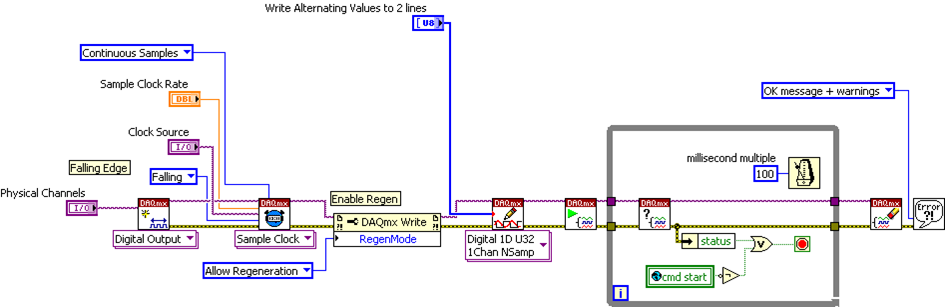 Write Alternating Values to 2 lines
[U8]
Continuous Samples
Sample Clock Rate
DBL
OK message + warnings
Clock Source
I/O
millisecond multiple
100
Falling Edge
Falling
Physical Channels
I/O
Enable Regen
DAQmx
DAQmx
DAQmx Write
DAQmx
DAQmx
DAQmx
DAQmx
Error
?!
Digital Output
Sample Clock
RegenMode
Digital 1D U32
1Chan NSamp
status
Allow Regeneration
cmd start
i